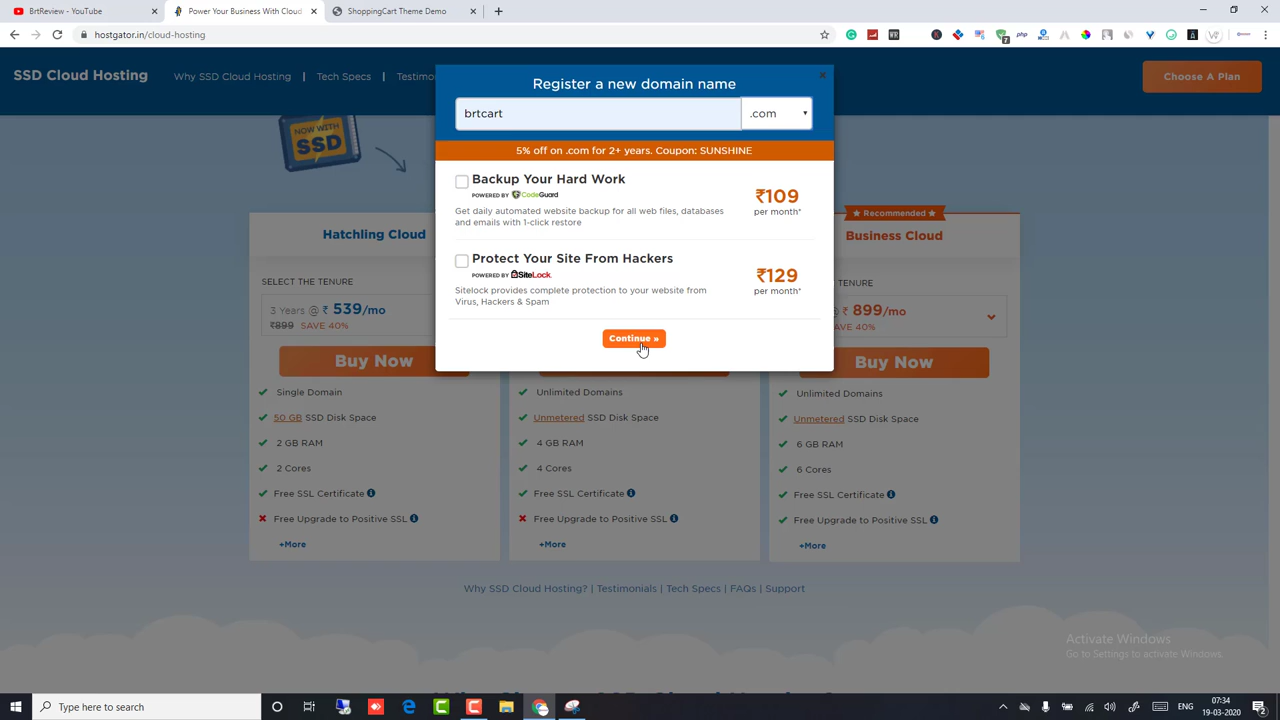 BrtReview - YouTube
Power Your Business With Cloud
ShoppingCart Theme Demo
hostgator.in/cloud-hosting
SSD Cloud Hosting
Why SSD Cloud Hosting | Tech Specs | Testimo
Choose A Plan
NOW WITH
SSD
Register a new domain name
brtcart
.com
5% off on .com for 2+ years. Coupon: SUNSHINE
Backup Your Hard Work
POWERED BY CodeGuard
Get daily automated website backup for all web files, databases
and emails with 1-click restore
₹109
per month*
Protect Your Site From Hackers
POWERED BY SiteLock
Sitelock provides complete protection to your website from
Virus, Hackers & Spam
₹129
per month*
Continue »
Hatchling Cloud
SELECT THE TENURE
3 Years @ ₹ 539/mo
₹899 SAVE 40%
Buy Now
Single Domain
50 GB SSD Disk Space
2 GB RAM
2 Cores
Free SSL Certificate
Free Upgrade to Positive SSL
+More
Unlimited Domains
Unmetered SSD Disk Space
4 GB RAM
4 Cores
Free SSL Certificate
Free Upgrade to Positive SSL
+More
★ Recommended ★
Business Cloud
E TENURE
@ ₹ 899/mo
AVE 40%
Buy Now
Unlimited Domains
Unmetered SSD Disk Space
6 GB RAM
6 Cores
Free SSL Certificate
Free Upgrade to Positive SSL
+More
Why SSD Cloud Hosting? | Testimonials | Tech Specs | FAQs | Support
Activate Windows
Go to Settings to activate Windows.
Type here to search
ENG
07:34
19-03-2020